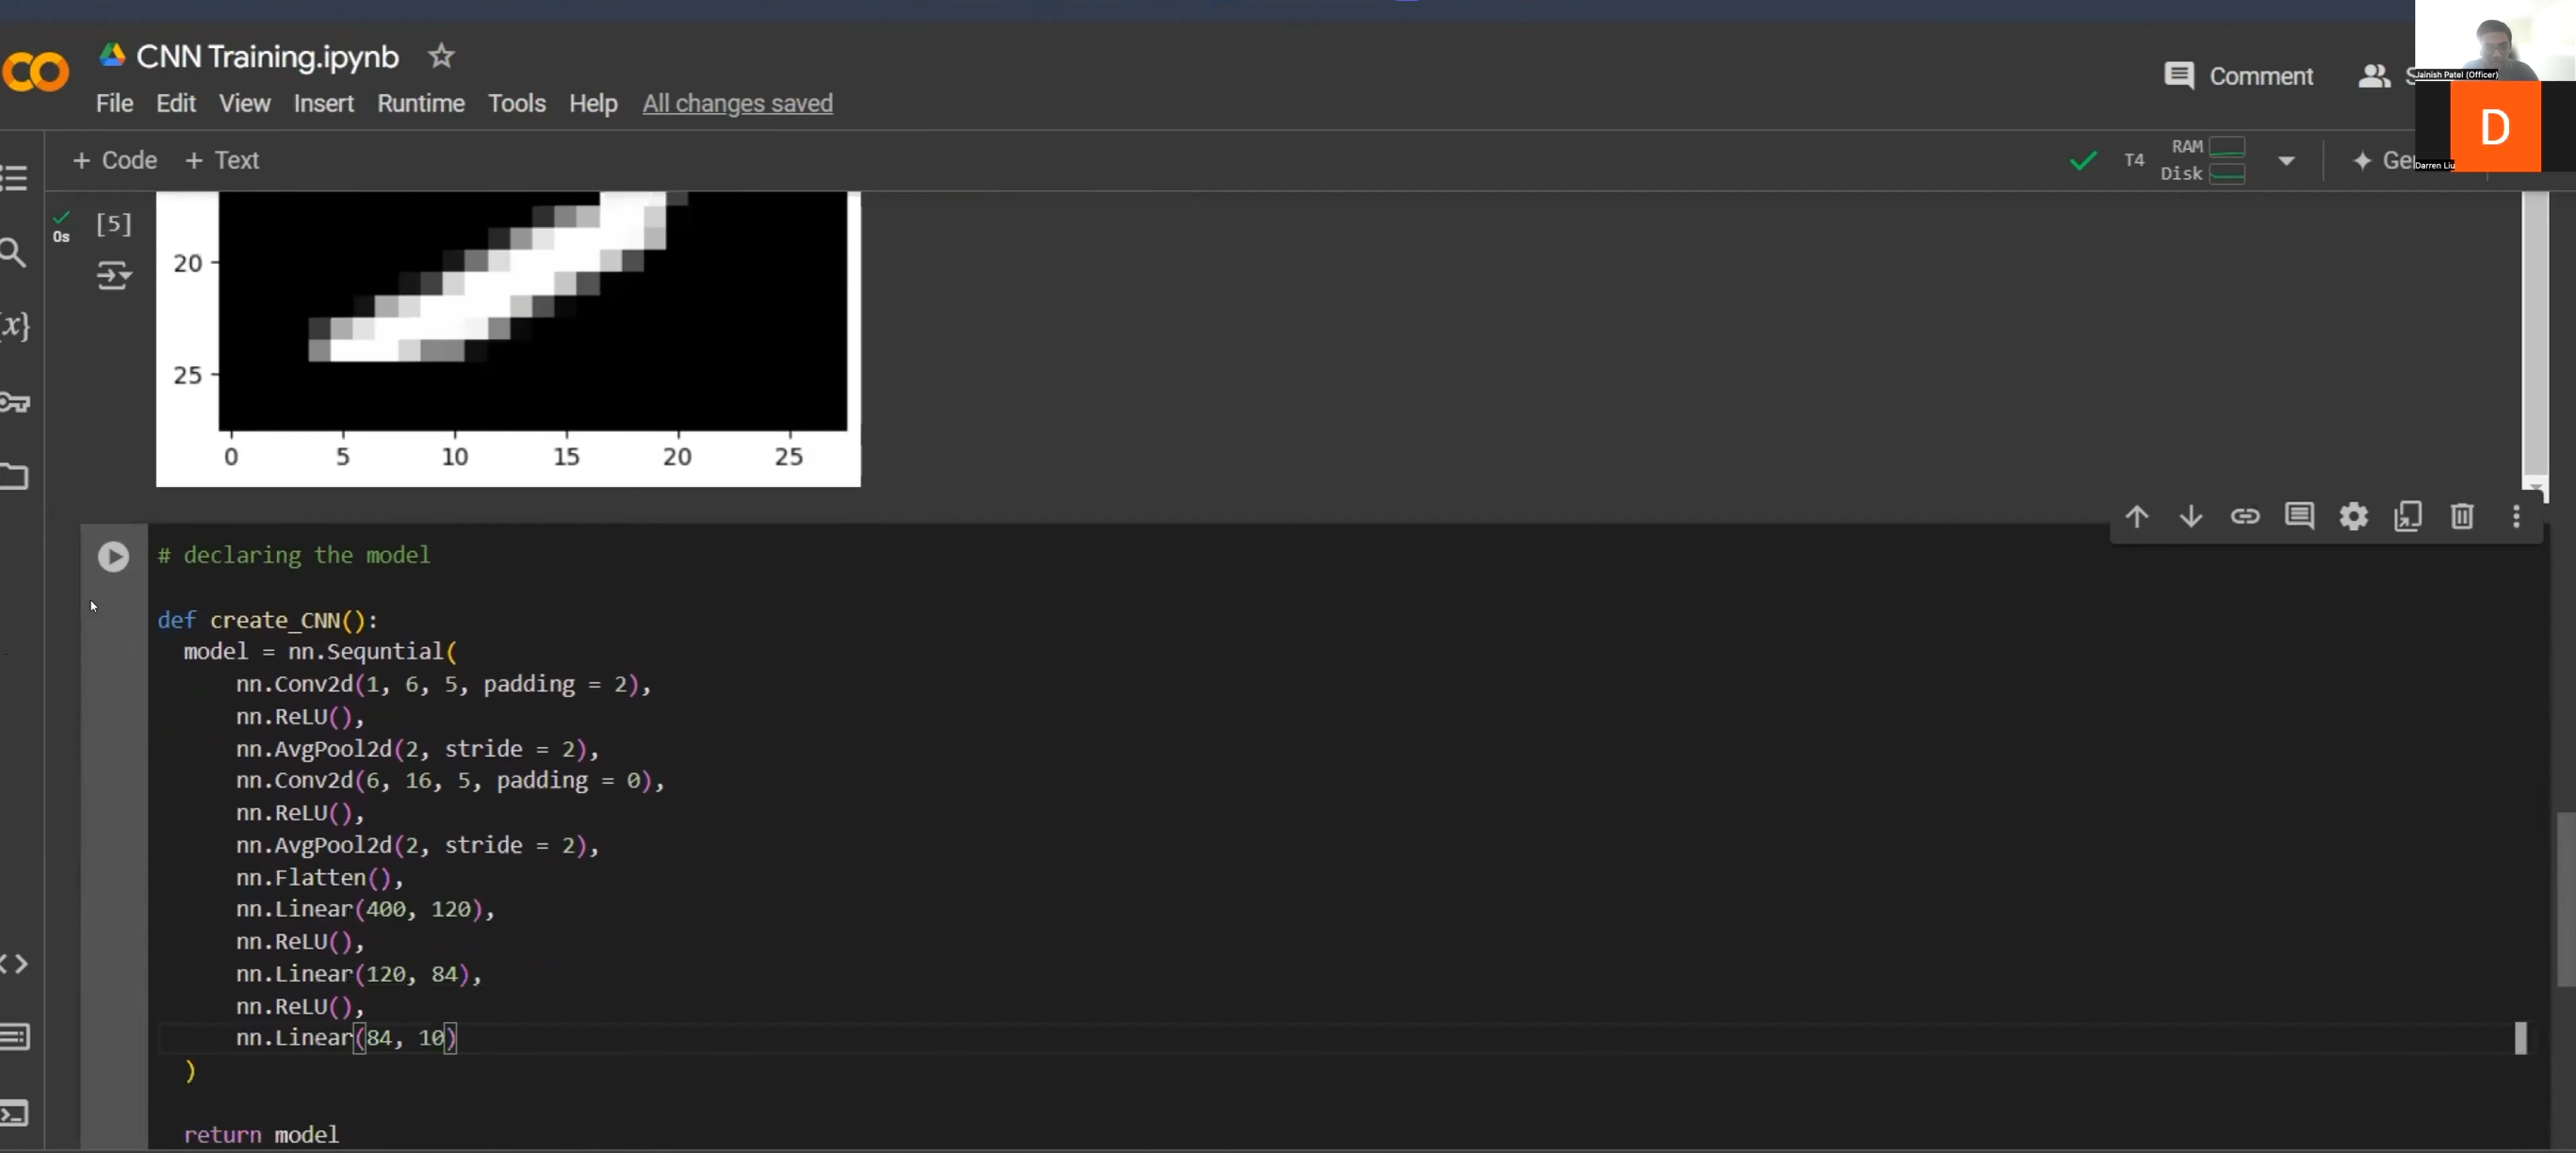 CNN Training.ipynb
File Edit View Insert Runtime Tools Help All changes saved
Comment
Jainish Patel (Officer)
D
Darren Liu
+ Code + Text
T4
RAM
Disk
[5]
0s
{x}
20
25
0 5 10 15 20 25
# declaring the model
def create_CNN():
model = nn.Sequntial(
nn.Conv2d(1, 6, 5, padding = 2),
nn.ReLU(),
nn.AvgPool2d(2, stride = 2),
nn.Conv2d(6, 16, 5, padding = 0),
nn.ReLU(),
nn.AvgPool2d(2, stride = 2),
nn.Flatten(),
nn.Linear(400, 120),
nn.ReLU(),
nn.Linear(120, 84),
nn.ReLU(),
nn.Linear(84, 10)
)
return model